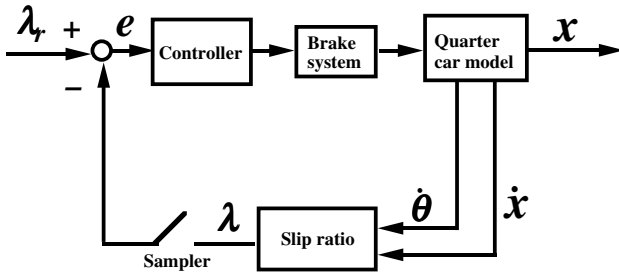 λr + e Controller Brake system Quarter car model x
−
λ Slip ratio θ̇ ẋ
Sampler